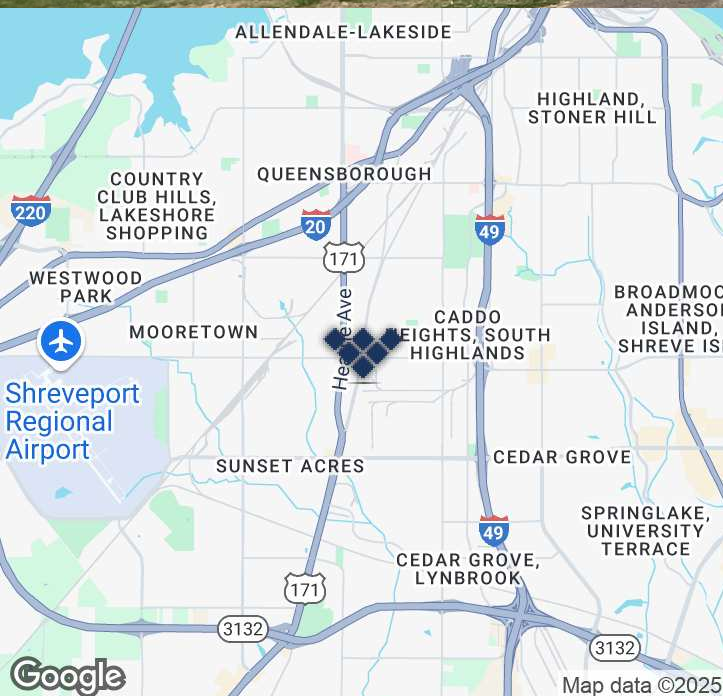 ALLENDALE-LAKESIDE
HIGHLAND,
STONER HILL
QUEENSBOROUGH
COUNTRY
CLUB HILLS,
LAKESHORE
SHOPPING
220
20
49
171
WESTWOOD
PARK
MOORETOWN
CADDO
HEIGHTS, SOUTH
HIGHLANDS
BROADMOO
ANDERSON
ISLAND,
SHREVE ISL
Shreveport
Regional
Airport
SUNSET ACRES
CEDAR GROVE
SPRINGLAKE,
UNIVERSITY
TERRACE
49
CEDAR GROVE,
LYNBROOK
171
3132
3132
Google
Map data ©2025